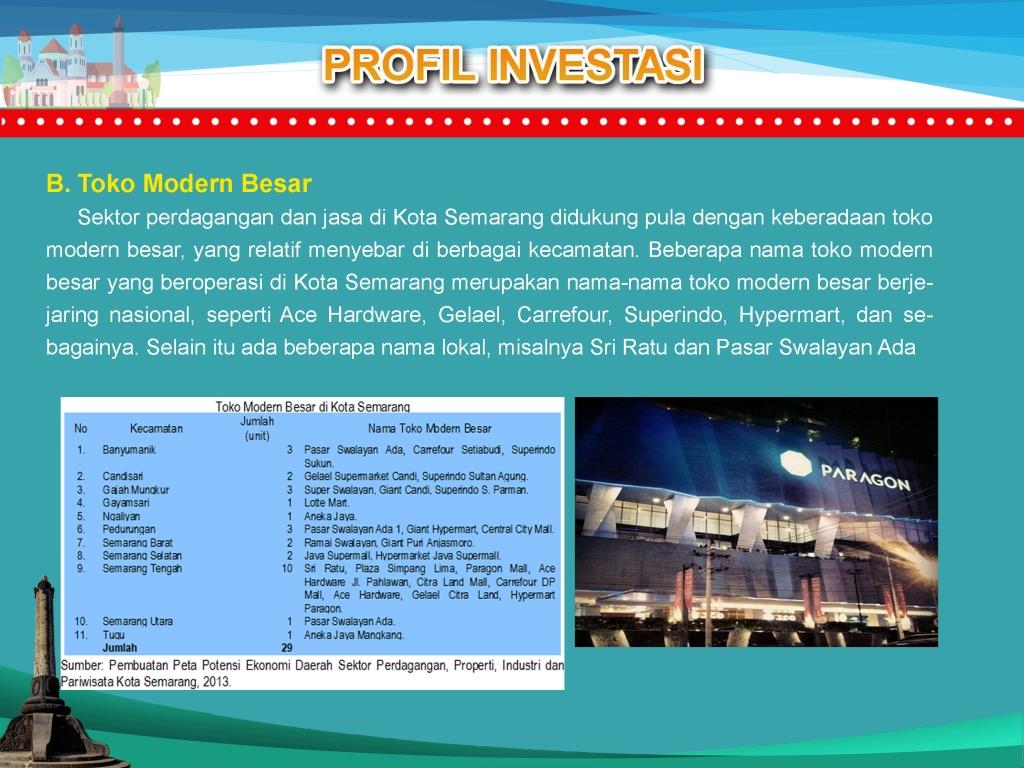 PROFIL INVESTASI
B. Toko Modern Besar
Sektor perdagangan dan jasa di Kota Semarang didukung pula dengan keberadaan toko
modern besar, yang relatif menyebar di berbagai kecamatan. Beberapa nama toko modern
besar yang beroperasi di Kota Semarang merupakan nama-nama toko modern besar berje-
jaring nasional, seperti Ace Hardware, Gelael, Carrefour, Superindo, Hypermart, dan se-
bagainya. Selain itu ada beberapa nama lokal, misalnya Sri Ratu dan Pasar Swalayan Ada
Toko Modern Besar di Kota Semarang
No Kecamatan Jumlah (unit) Nama Toko Modern Besar
1. Banyumanik 3 Pasar Swalayan Ada, Carrefour Setiabudi, Superindo
Sukun.
2. Candisari 2 Gelael Supermarket Candi, Superindo Sultan Agung.
3. Gajah Mungkur 3 Super Swalayan, Giant Candi, Superindo S. Parman.
4. Gayamsari 1 Lotte Mart.
5. Ngaliyan 1 Aneka Jaya.
6. Pedurungan 3 Pasar Swalayan Ada 1, Giant Hypermart, Central City Mall.
7. Semarang Barat 2 Ramai Swalayan, Giant Puri Anjasmoro.
8. Semarang Selatan 2 Java Supermall, Hypermarket Java Supermall.
9. Semarang Tengah 10 Sri Ratu, Plaza Simpang Lima, Paragon Mall, Ace
Hardware Jl. Pahlawan, Citra Land Mall, Carrefour DP
Mall, Ace Hardware, Gelael Citra Land, Hypermart
Paragon.
10. Semarang Utara 1 Pasar Swalayan Ada.
11. Tugu 1 Aneka Jaya Mangkang.
Jumlah 29
Sumber: Pembuatan Peta Potensi Ekonomi Daerah Sektor Perdagangan, Properti, Industri dan
Pariwisata Kota Semarang, 2013.
PARAGON